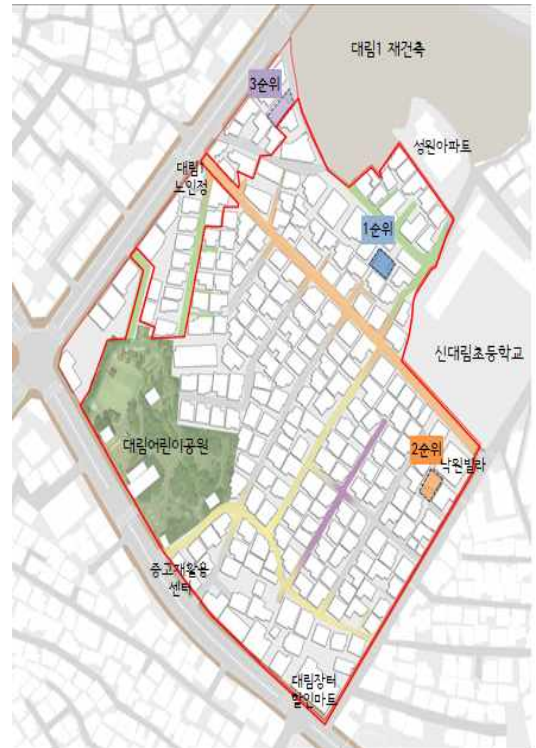 대림1 재건축
3순위
성원아파트
대림1
노인정
1순위
신대림초등학교
2순위
낙원빌라
대림어린이공원
중고재활용
센터
대림장터
할인마트